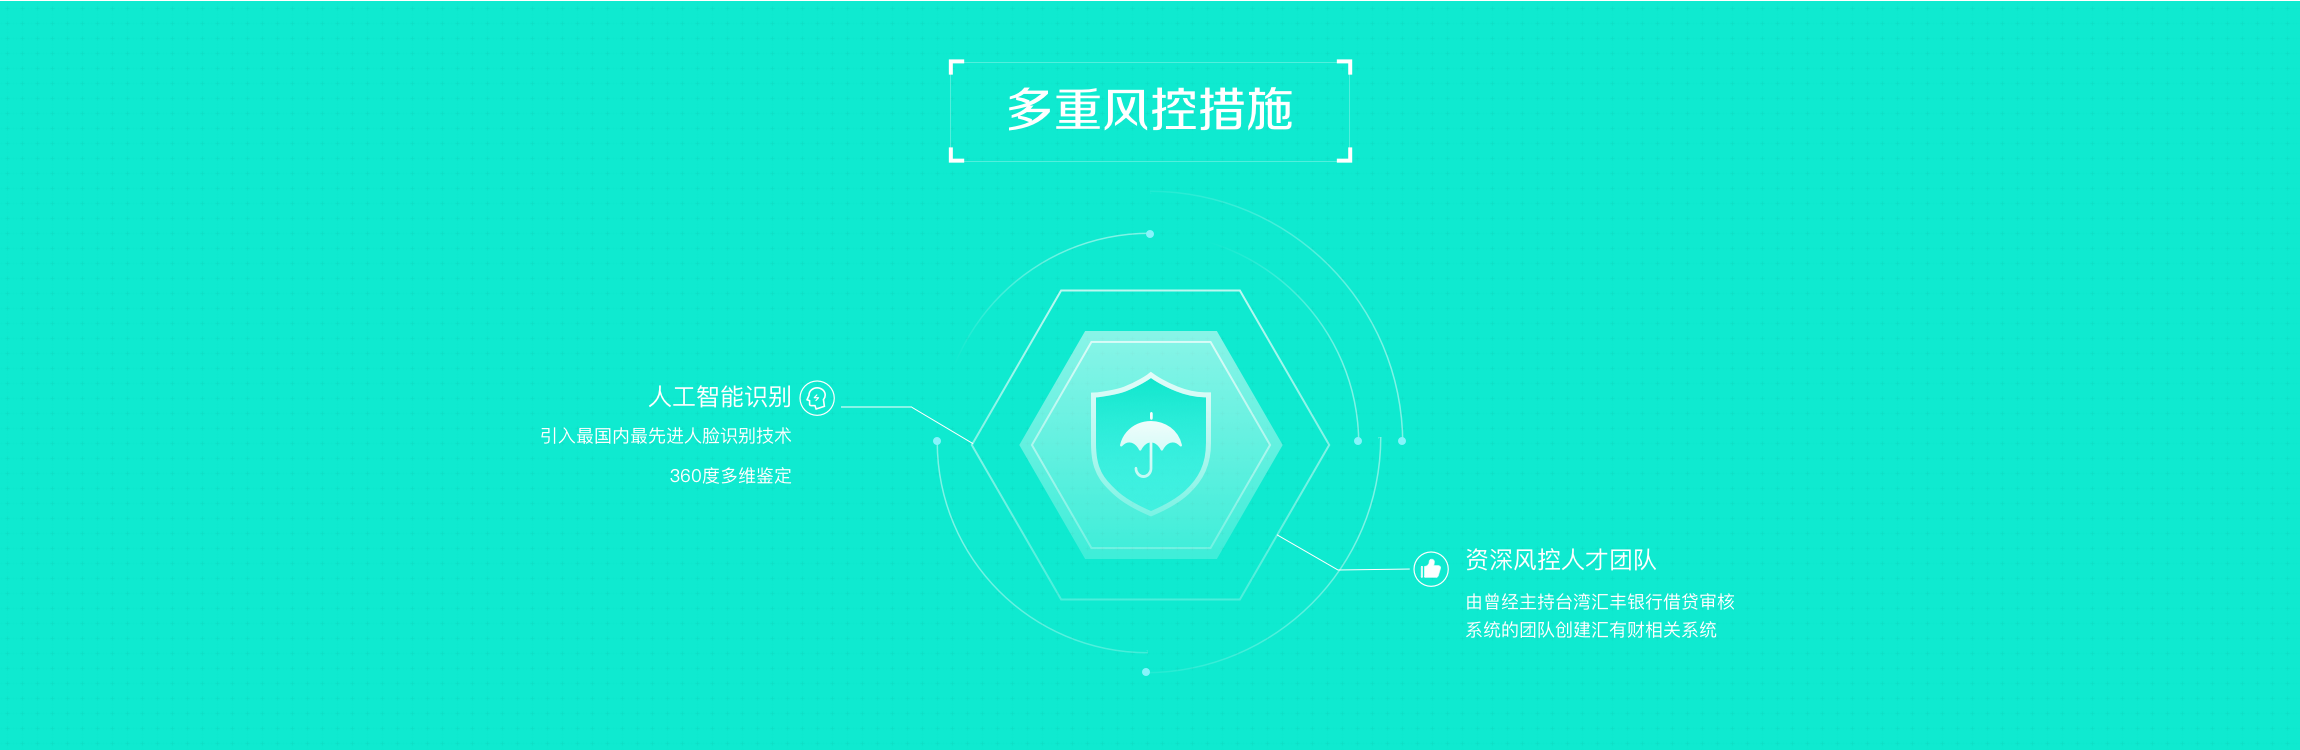 多重风控措施
人工智能识别
引入最国内最先进人脸识别技术
360度多维鉴定
资深风控人才团队
由曾经主持台湾汇丰银行借贷审核
系统的团队创建汇有财相关系统